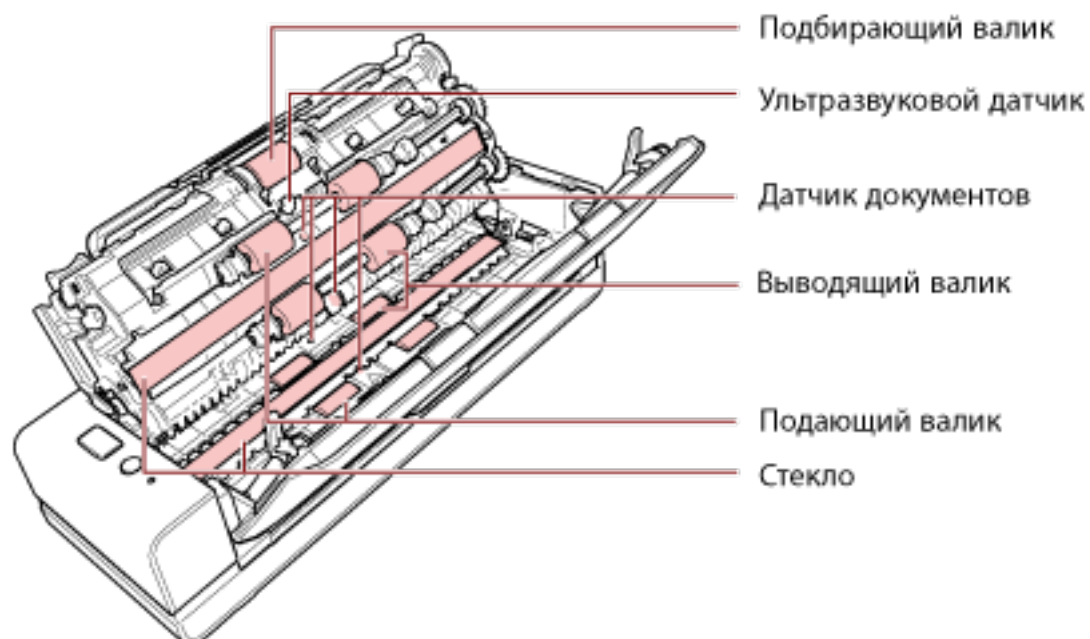 Подбирающий валик
Ультразвуковой датчик
Датчик документов
Выводящий валик
Подающий валик
Стекло